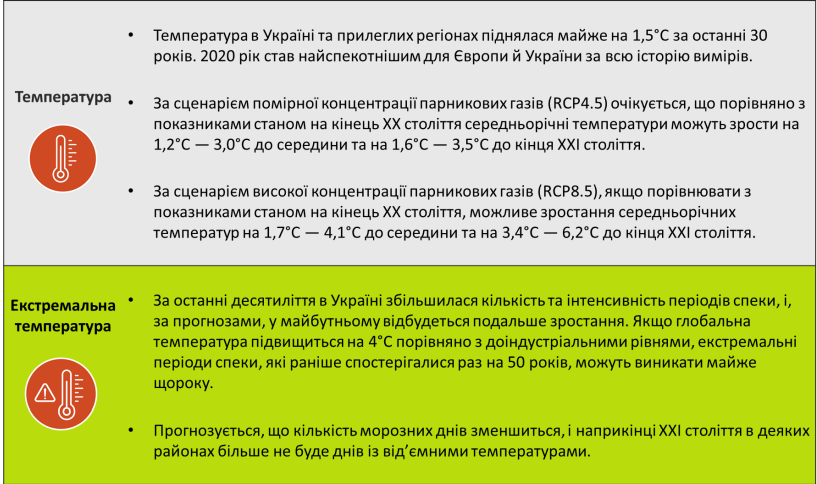 Температура
• Температура в Україні та прилеглих регіонах піднялася майже на 1,5°C за останні 30
років. 2020 рік став найспекотнішим для Європи й України за всю історію вимірів.
• За сценарієм помірної концентрації парникових газів (RCP4.5) очікується, що порівняно з
показниками станом на кінець XX століття середньорічні температури можуть зрости на
1,2°C — 3,0°C до середини та на 1,6°C — 3,5°C до кінця XXI століття.
• За сценарієм високої концентрації парникових газів (RCP8.5), якщо порівнювати з
показниками станом на кінець XX століття, можливе зростання середньорічних
температур на 1,7°C — 4,1°C до середини та на 3,4°C — 6,2°C до кінця XXI століття.
Екстремальна
температура
• За останні десятиліття в Україні збільшилася кількість та інтенсивність періодів спеки, і,
за прогнозами, у майбутньому відбудеться подальше зростання. Якщо глобальна
температура підвищиться на 4°C порівняно з доіндустріальними рівнями, екстремальні
періоди спеки, які раніше спостерігалися раз на 50 років, можуть виникати майже
щороку.
• Прогнозується, що кількість морозних днів зменшиться, і наприкінці XXI століття в деяких
районах більше не буде днів із від’ємними температурами.